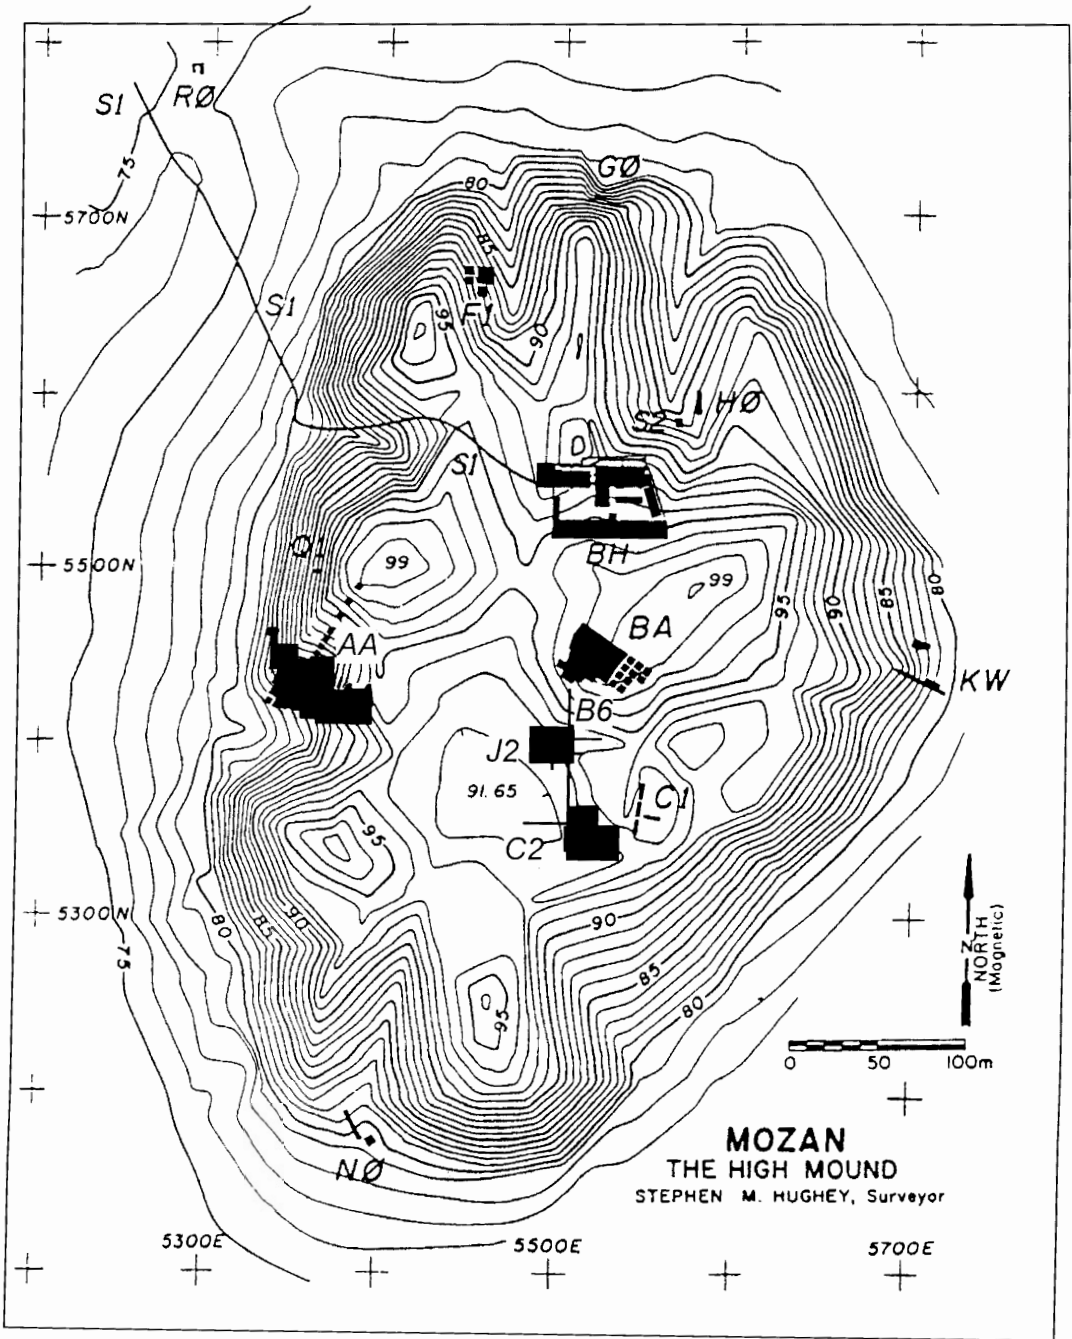 S1
RØ
75
GØ
80
5700N
85
S1
F1
95
90
HØ
S2
S1
BH
Q1
5500N
99
99
95
90
85
80
BA
AA
KW
B6
J2
91.65
C1
C2
95
90
85
80
5300N
90
75
85
95
80
N
NORTH
(Magnetic)
0 50 100m
MOZAN
THE HIGH MOUND
STEPHEN M. HUGHEY, Surveyor
NØ
5300E
5500E
5700E